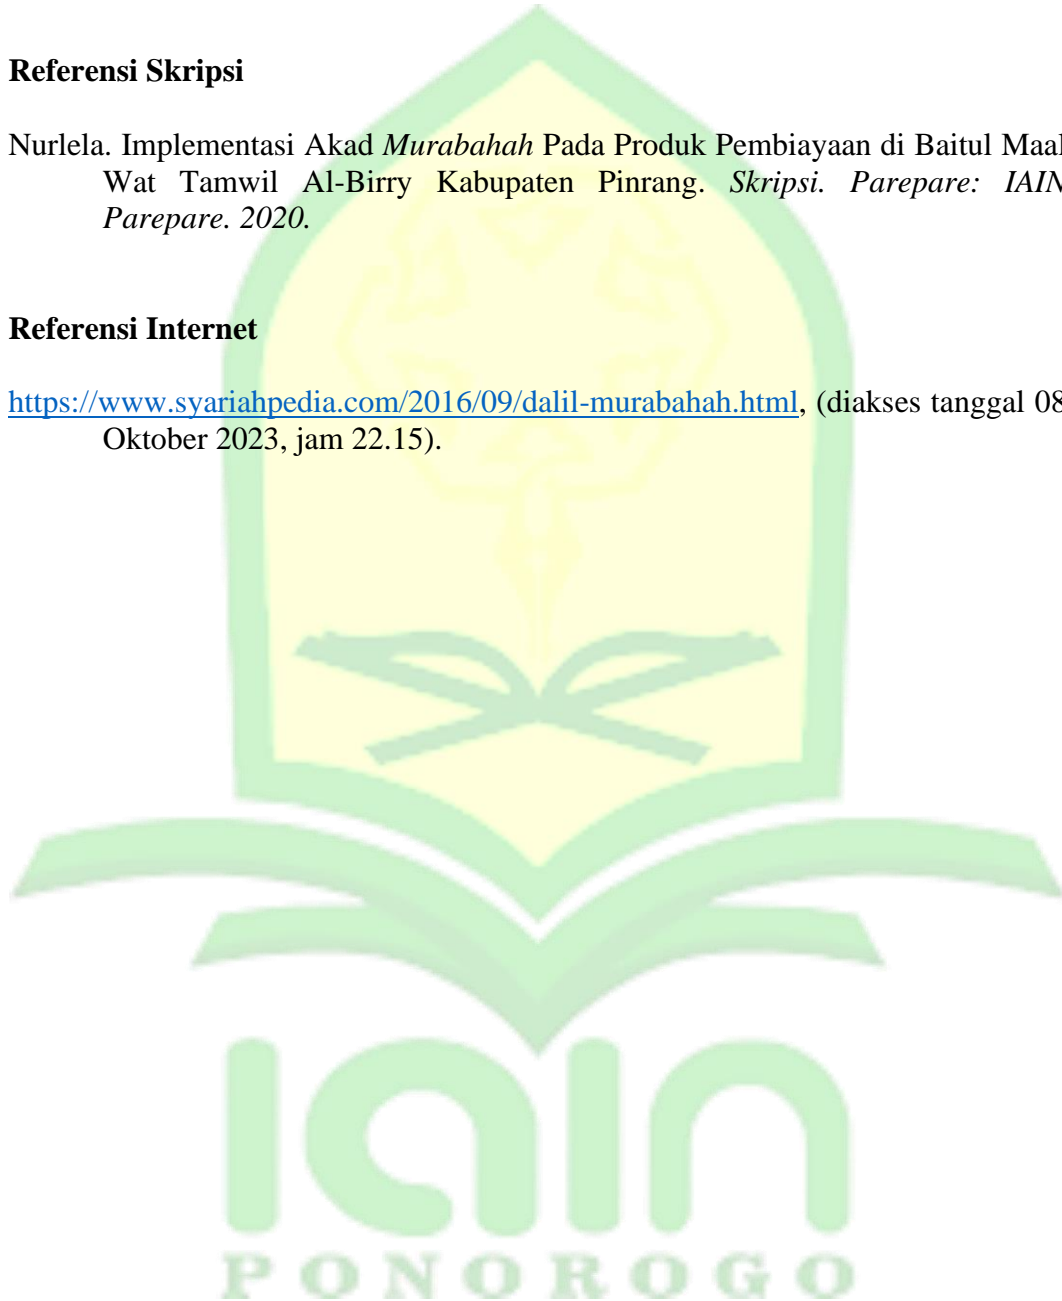 Referensi Skripsi
Nurlela. Implementasi Akad Murabahah Pada Produk Pembiayaan di Baitul Maal
Wat Tamwil Al-Birry Kabupaten Pinrang. Skripsi. Parepare: IAIN
Parepare. 2020.
Referensi Internet
https://www.syariahpedia.com/2016/09/dalil-murabahah.html, (diakses tanggal 08
Oktober 2023, jam 22.15).
iain
PONOROGO